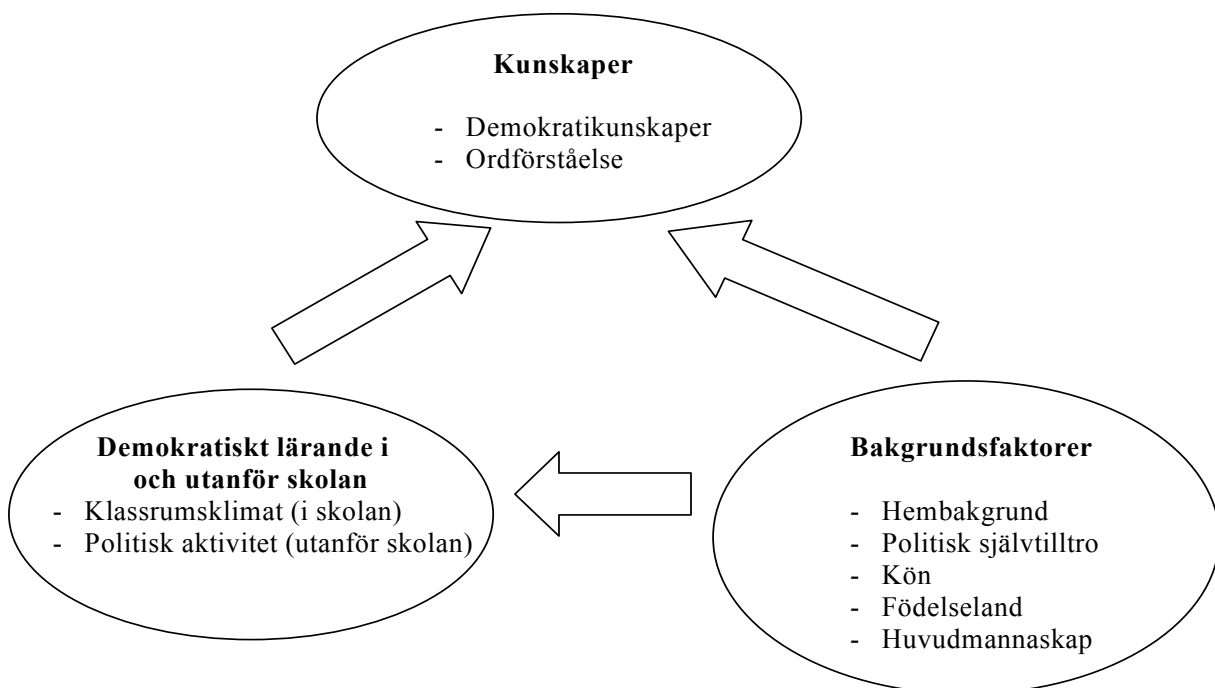 Kunskaper
- Demokratikunskaper
- Ordförståelse
Demokratiskt lärande i
och utanför skolan
- Klassrumsklimat (i skolan)
- Politisk aktivitet (utanför skolan)
Bakgrundsfaktorer
- Hembakgrund
- Politisk självtilltro
- Kön
- Födelseland
- Huvudmannaskap